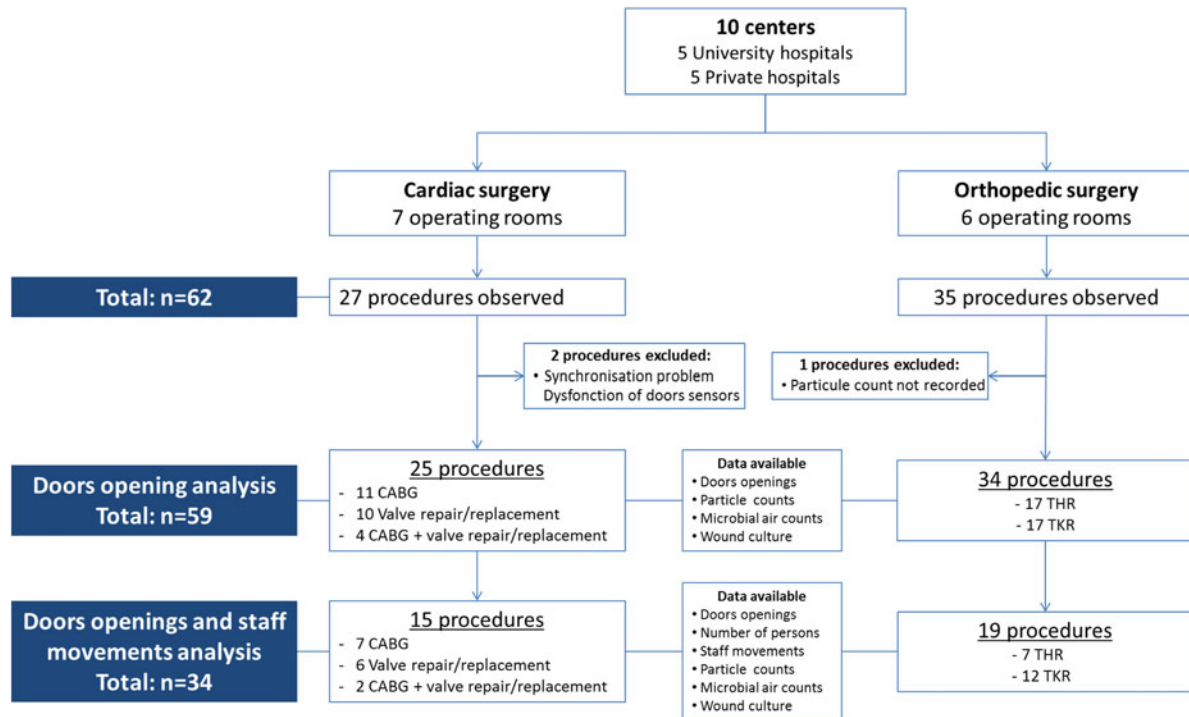 10 centers
5 University hospitals
5 Private hospitals
Cardiac surgery
7 operating rooms
Orthopedic surgery
6 operating rooms
Total: n=62
27 procedures observed
35 procedures observed
2 procedures excluded:
• Synchronisation problem
Dysfonction of doors sensors
1 procedures excluded:
• Particule count not recorded
Doors opening analysis
Total: n=59
25 procedures
- 11 CABG
- 10 Valve repair/replacement
- 4 CABG + valve repair/replacement
Data available
• Doors openings
• Particle counts
• Microbial air counts
• Wound culture
34 procedures
- 17 THR
- 17 TKR
Doors openings and staff
movements analysis
Total: n=34
15 procedures
- 7 CABG
- 6 Valve repair/replacement
- 2 CABG + valve repair/replacement
Data available
• Doors openings
• Number of persons
• Staff movements
• Particle counts
• Microbial air counts
• Wound culture
19 procedures
- 7 THR
- 12 TKR